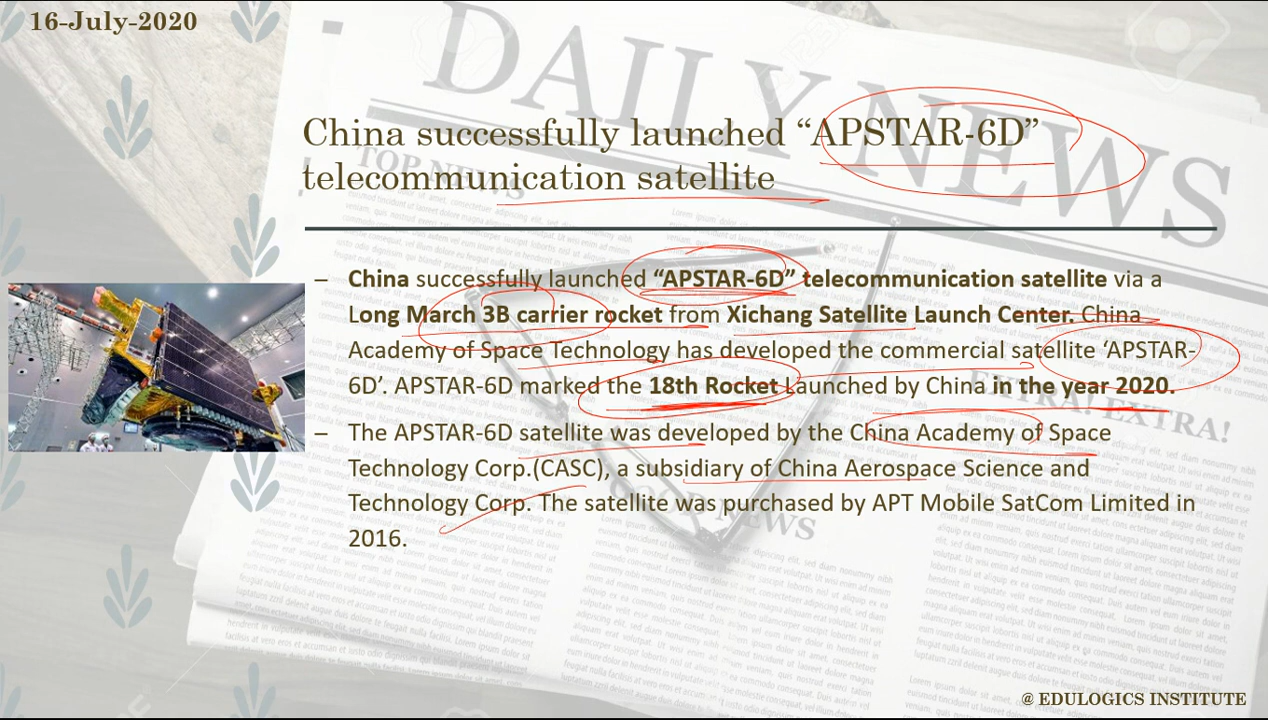 16-July-2020
DAILY NEWS
TOP NEWS
China successfully launched “APSTAR-6D”
telecommunication satellite
– China successfully launched “APSTAR-6D” telecommunication satellite via a
Long March 3B carrier rocket from Xichang Satellite Launch Center. China
Academy of Space Technology has developed the commercial satellite ‘APSTAR-
6D’. APSTAR-6D marked the 18th Rocket Launched by China in the year 2020.
EXTRA! EXTRA!
– The APSTAR-6D satellite was developed by the China Academy of Space
Technology Corp.(CASC), a subsidiary of China Aerospace Science and
Technology Corp. The satellite was purchased by APT Mobile SatCom Limited in
2016.
@ EDULOGICS INSTITUTE